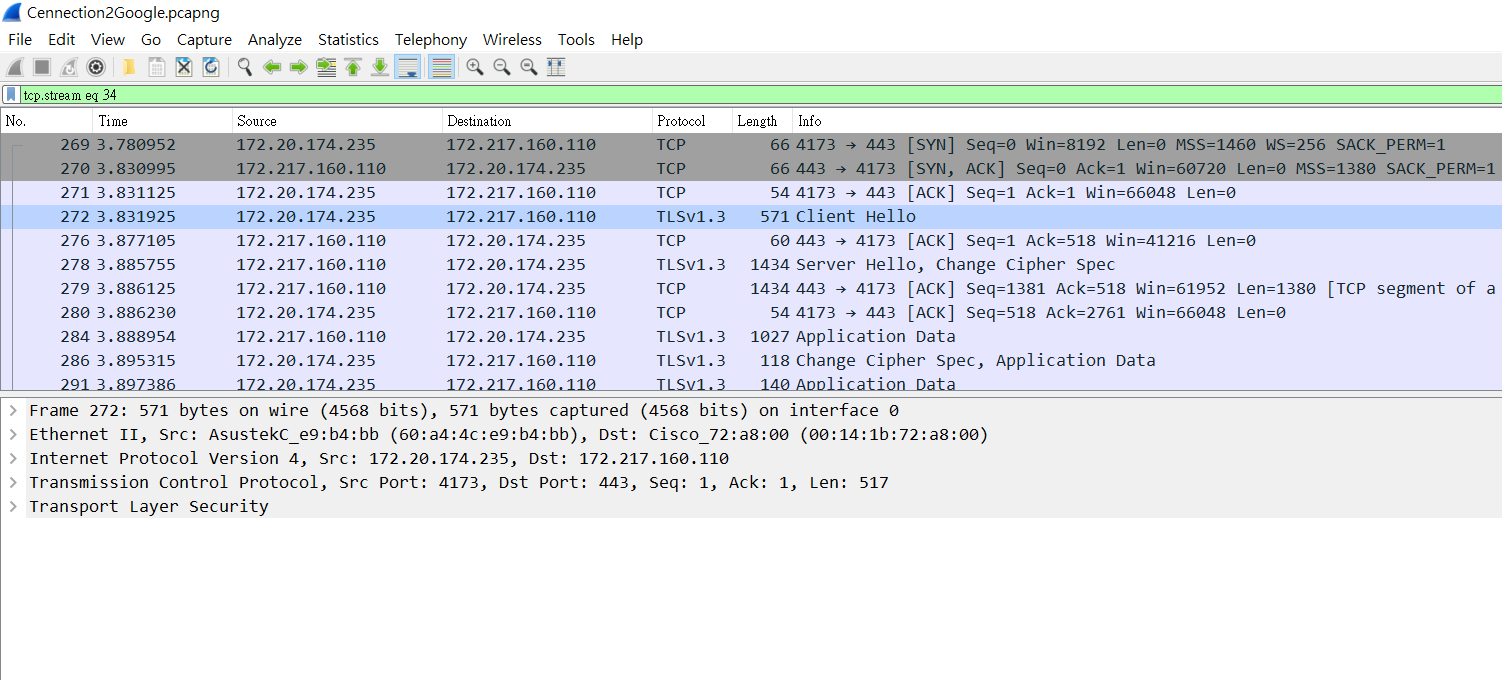 Cennection2Google.pcapng
File Edit View Go Capture Analyze Statistics Telephony Wireless Tools Help
tcp.stream eq 34
No. Time Source Destination Protocol Length Info
269 3.780952 172.20.174.235 172.217.160.110 TCP 66 4173 → 443 [SYN] Seq=0 Win=8192 Len=0 MSS=1460 WS=256 SACK_PERM=1
270 3.830995 172.217.160.110 172.20.174.235 TCP 66 443 → 4173 [SYN, ACK] Seq=0 Ack=1 Win=60720 Len=0 MSS=1380 SACK_PERM=1
271 3.831125 172.20.174.235 172.217.160.110 TCP 54 4173 → 443 [ACK] Seq=1 Ack=1 Win=66048 Len=0
272 3.831925 172.20.174.235 172.217.160.110 TLSv1.3 571 Client Hello
276 3.877105 172.217.160.110 172.20.174.235 TCP 60 443 → 4173 [ACK] Seq=1 Ack=518 Win=41216 Len=0
278 3.885755 172.217.160.110 172.20.174.235 TLSv1.3 1434 Server Hello, Change Cipher Spec
279 3.886125 172.217.160.110 172.20.174.235 TCP 1434 443 → 4173 [ACK] Seq=1381 Ack=518 Win=61952 Len=1380 [TCP segment of a
280 3.886230 172.20.174.235 172.217.160.110 TCP 54 4173 → 443 [ACK] Seq=518 Ack=2761 Win=66048 Len=0
284 3.888954 172.217.160.110 172.20.174.235 TLSv1.3 1027 Application Data
286 3.895315 172.20.174.235 172.217.160.110 TLSv1.3 118 Change Cipher Spec, Application Data
291 3.897386 172.20.174.235 172.217.160.110 TLSv1.3 140 Application Data
Frame 272: 571 bytes on wire (4568 bits), 571 bytes captured (4568 bits) on interface 0
Ethernet II, Src: AsustekC_e9:b4:bb (60:a4:4c:e9:b4:bb), Dst: Cisco_72:a8:00 (00:14:1b:72:a8:00)
Internet Protocol Version 4, Src: 172.20.174.235, Dst: 172.217.160.110
Transmission Control Protocol, Src Port: 4173, Dst Port: 443, Seq: 1, Ack: 1, Len: 517
Transport Layer Security